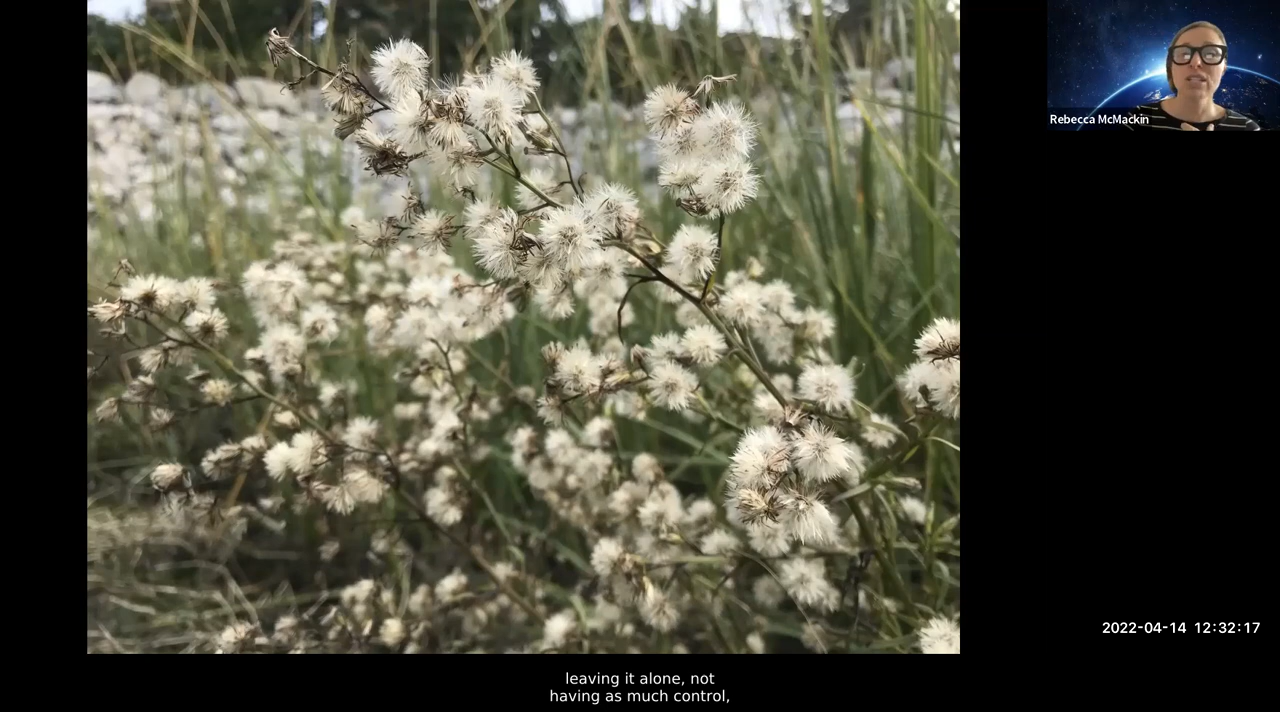 Rebecca McMackin
2022-04-14 12:32:17
leaving it alone, not
having as much control,